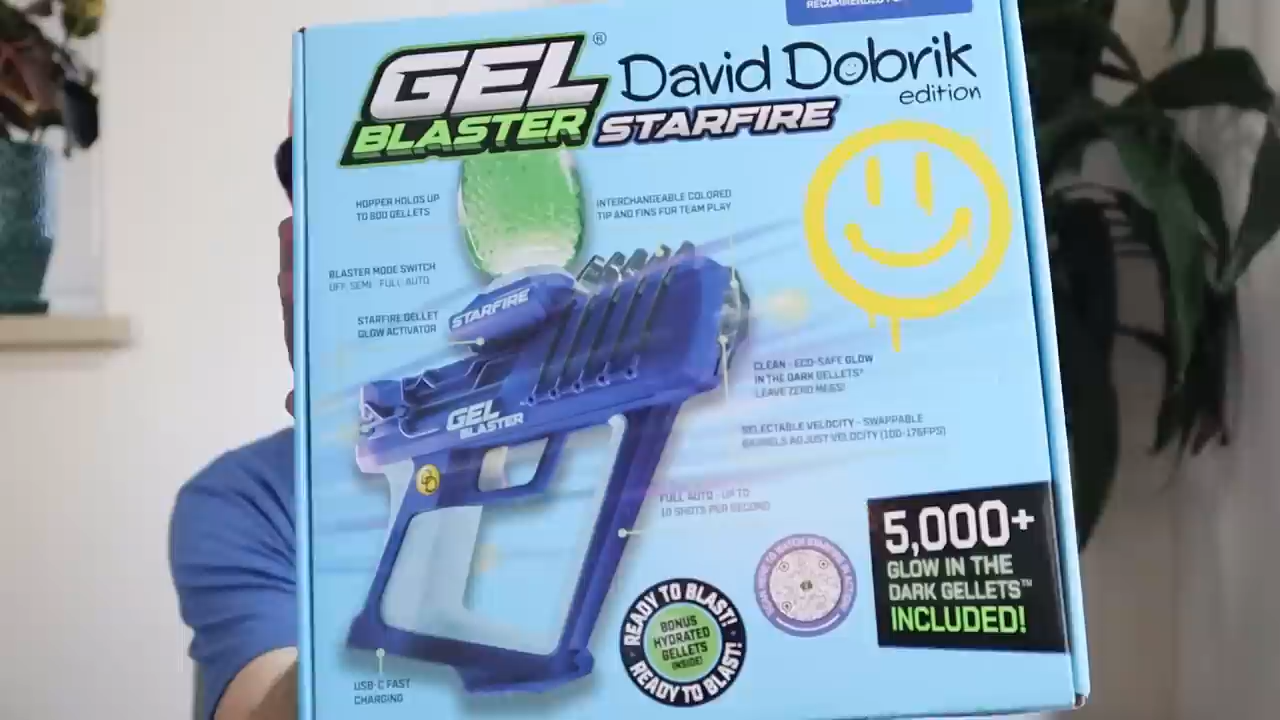 GEL
BLASTER
®
David Dobrik
edition
STARFIRE
HOPPER HOLDS UP
TO 800 GELLETS
INTERCHANGEABLE COLORED
TIP AND FINS FOR TEAM PLAY
BLASTER MODE SWITCH
OFF, SEMI, FULL AUTO
STARFIRE GELLET
GLOW ACTIVATOR
STARFIRE
GEL
BLASTER
CLEAN - ECO-SAFE GLOW
IN THE DARK GELLETS
LEAVE ZERO MESS!
SELECTABLE VELOCITY - SWAPPABLE
BARRELS ADJUST VELOCITY (100-175FPS)
FULL AUTO - UP TO
10 SHOTS PER SECOND
5,000+
GLOW IN THE
DARK GELLETS™
INCLUDED!
READY TO BLAST!
BONUS
HYDRATED
GELLETS
INSIDE!
READY TO BLAST!
USB-C FAST
CHARGING